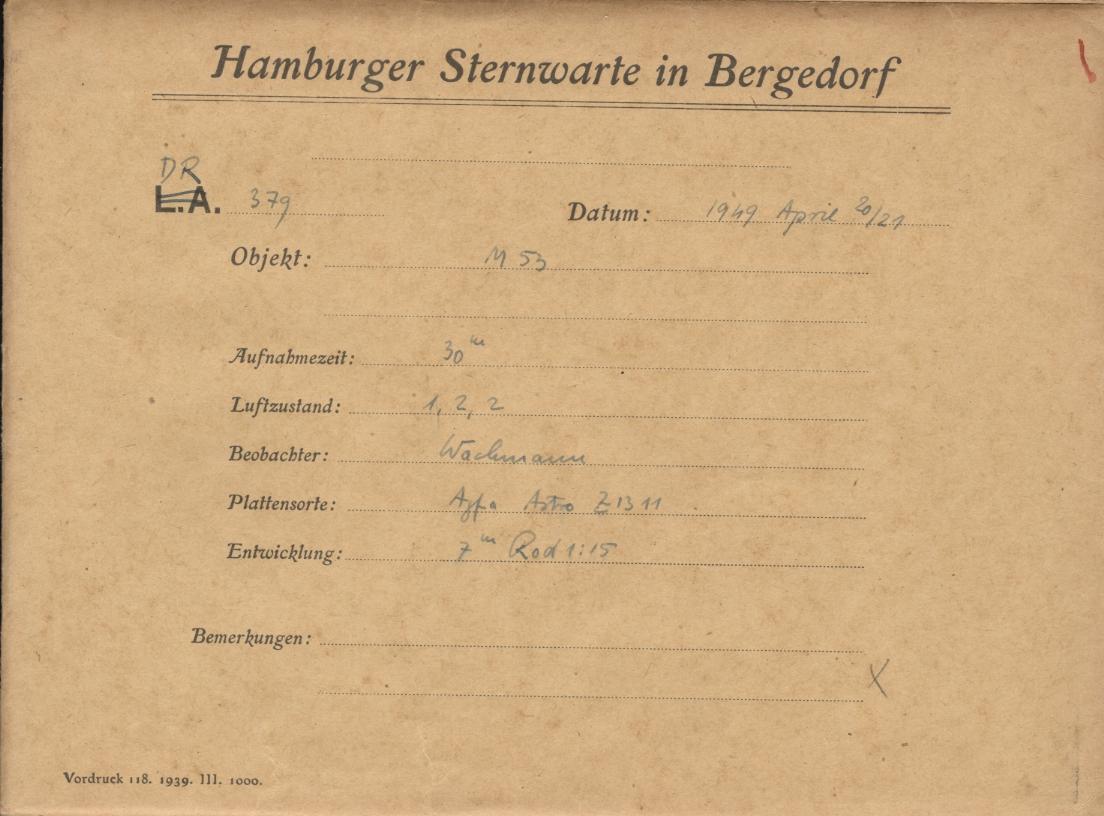 Hamburger Sternwarte in Bergedorf
DR
L.A. 379 Datum: 1949 April 20/21
Objekt: M 53
Aufnahmezeit: 30m
Luftzustand: 1, 2, 2
Beobachter: Wachmann
Plattensorte: Agfa Astro Z 1311
Entwicklung: 7m Rod 1:15
Bemerkungen:
X
Vordruck 118. 1939. III. 1000.